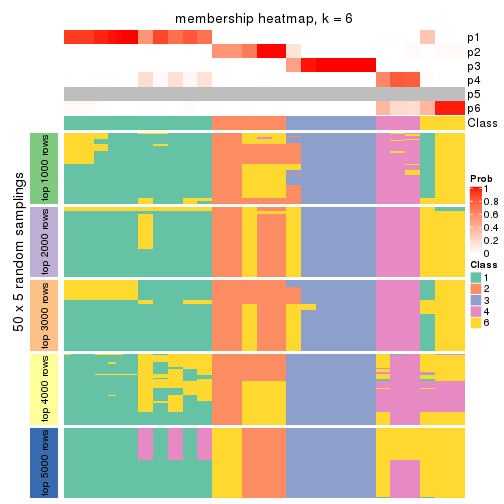 membership heatmap, k = 6
p1
p2
p3
p4
p5
p6
Class
50 x 5 random samplings
top 1000 rows
top 2000 rows
top 3000 rows
top 4000 rows
top 5000 rows
Prob
1
0.8
0.6
0.4
0.2
0
Class
1
2
3
4
6